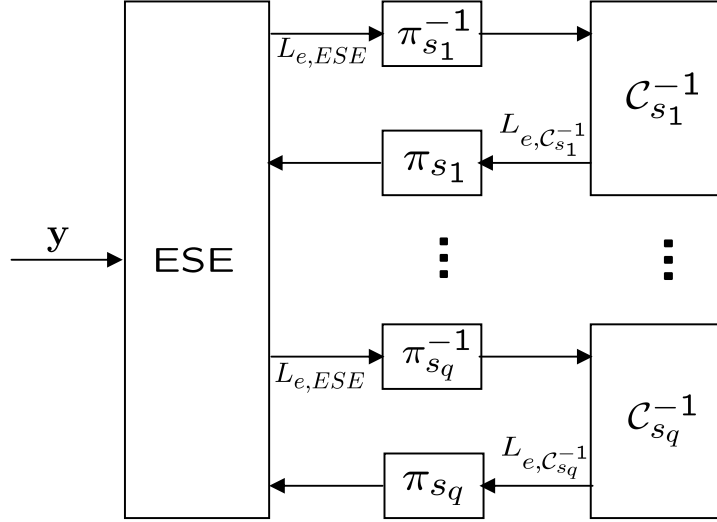 π_{s_1}^{-1}
L_{e,ESE}
𝒞_{s_1}^{-1}
L_{e,𝒞_{s_1}^{-1}}
π_{s_1}
y
ESE
⋮ ⋮
π_{s_q}^{-1}
L_{e,ESE}
𝒞_{s_q}^{-1}
L_{e,𝒞_{s_q}^{-1}}
π_{s_q}